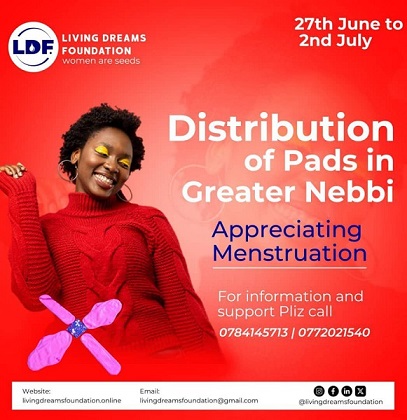 LDF.
LIVING DREAMS
FOUNDATION
women are seeds
27th June to
2nd July
Distribution
of Pads in
Greater Nebbi
Appreciating
Menstruation
For information and
support Pliz call
0784145713 | 0772021540
Website:
livingdreamsfoundation.online
Email:
livingdreamsfoundation@gmail.com
@livingdreamsfoundation